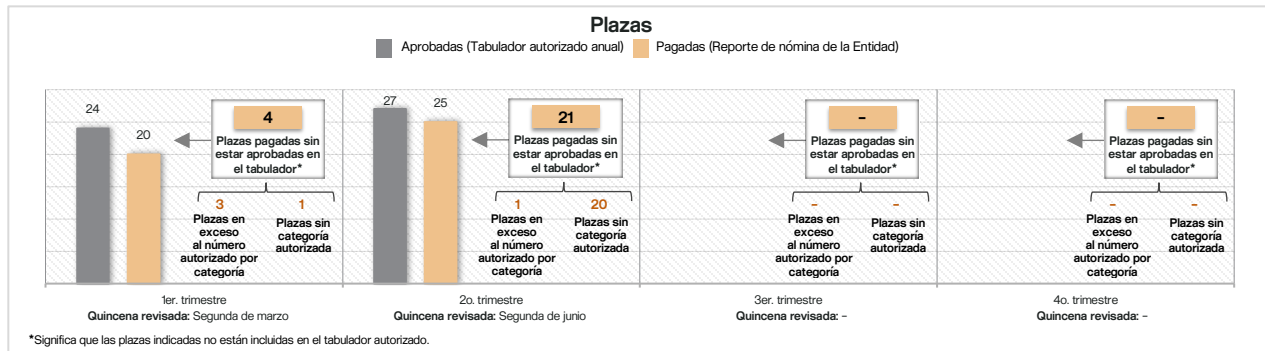 Plazas
Aprobadas (Tabulador autorizado anual) Pagadas (Reporte de nómina de la Entidad)
24
20
4
Plazas pagadas sin
estar aprobadas en
el tabulador*
3
Plazas en
exceso
al número
autorizado por
categoría
1
Plazas sin
categoría
autorizada
1er. trimestre
Quincena revisada: Segunda de marzo
27
25
21
Plazas pagadas sin
estar aprobadas en
el tabulador*
1
Plazas en
exceso
al número
autorizado por
categoría
20
Plazas sin
categoría
autorizada
2o. trimestre
Quincena revisada: Segunda de junio
-
Plazas pagadas sin
estar aprobadas en
el tabulador*
-
Plazas en
exceso
al número
autorizado por
categoría
-
Plazas sin
categoría
autorizada
3er. trimestre
Quincena revisada: -
-
Plazas pagadas sin
estar aprobadas en
el tabulador*
-
Plazas en
exceso
al número
autorizado por
categoría
-
Plazas sin
categoría
autorizada
4o. trimestre
Quincena revisada: -
*Significa que las plazas indicadas no están incluidas en el tabulador autorizado.